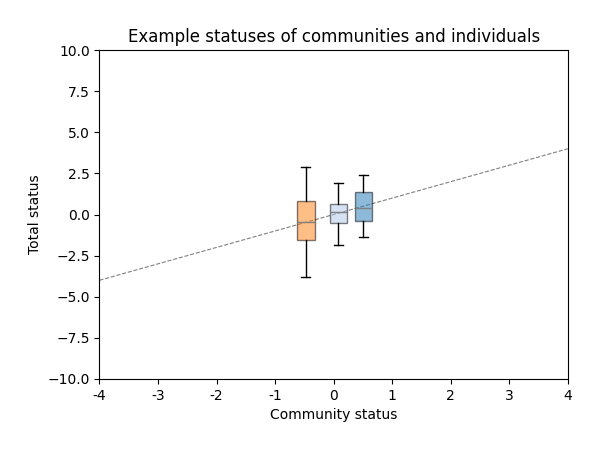 Example statuses of communities and individuals
10.0
7.5
5.0
2.5
0.0
−2.5
−5.0
−7.5
−10.0
Total status
-4 -3 -2 -1 0 1 2 3 4
Community status